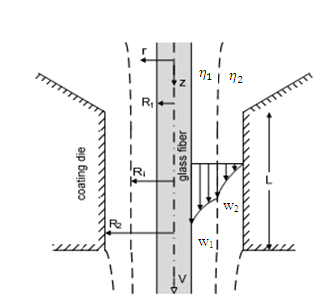 r
η₁ η₂
z
R₁
coating die
glass fiber
Rᵢ
L
w₂
R₂
w₁
V